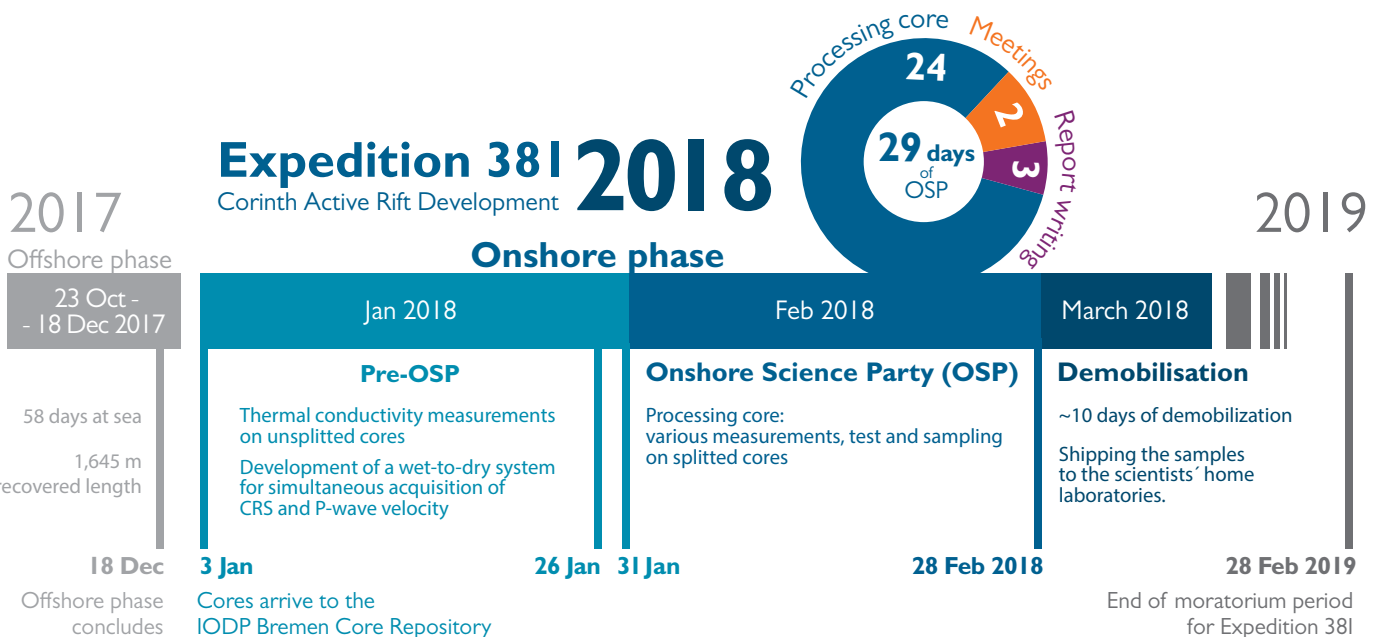 Processing core
Meetings
Report writing
24
2
3
29 days
of
OSP
Expedition 381
Corinth Active Rift Development
2018
2017
Offshore phase
2019
Onshore phase
23 Oct -
- 18 Dec 2017
Jan 2018
Feb 2018
March 2018
58 days at sea
1,645 m
recovered length
Pre-OSP
Thermal conductivity measurements
on unsplitted cores
Development of a wet-to-dry system
for simultaneous acquisition of
CRS and P-wave velocity
Onshore Science Party (OSP)
Processing core:
various measurements, test and sampling
on splitted cores
Demobilisation
~10 days of demobilization
Shipping the samples
to the scientists´ home
laboratories.
18 Dec
Offshore phase
concludes
3 Jan
Cores arrive to the
IODP Bremen Core Repository
26 Jan
31 Jan
28 Feb 2018
28 Feb 2019
End of moratorium period
for Expedition 381